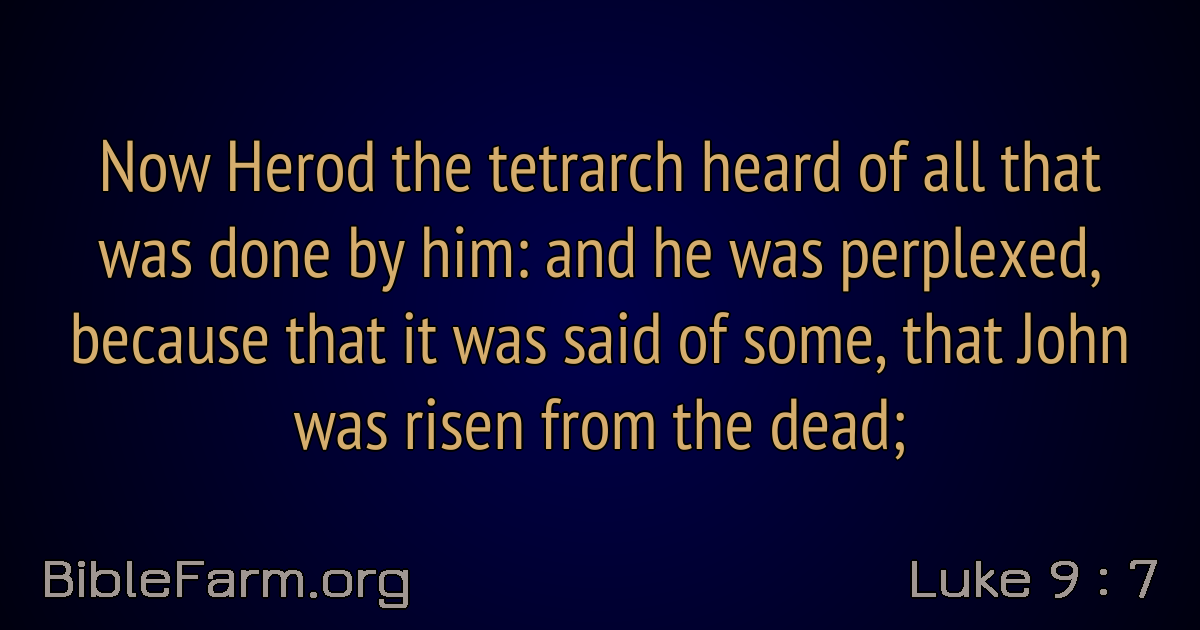 Now Herod the tetrarch heard of all that
was done by him: and he was perplexed,
because that it was said of some, that John
was risen from the dead;
BibleFarm.org
Luke 9 : 7